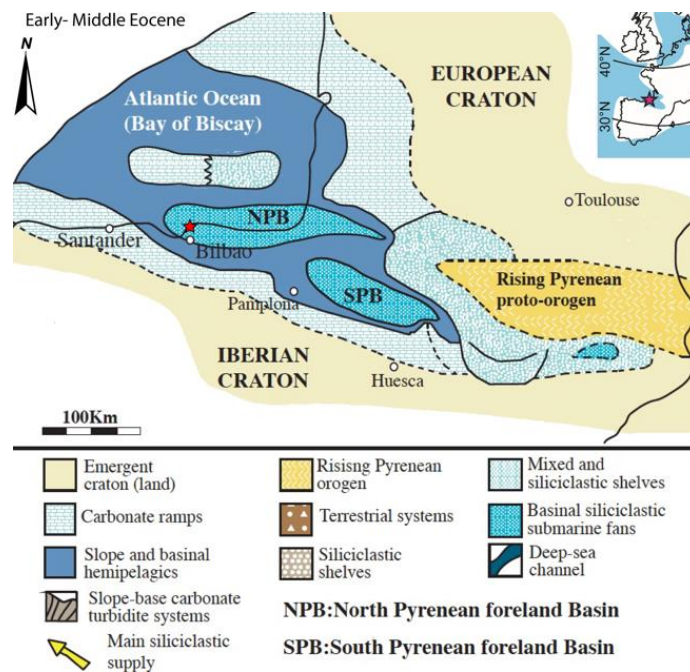 Early- Middle Eocene
N
40°N
30°N
EUROPEAN
CRATON
Atlantic Ocean
(Bay of Biscay)
Toulouse
NPB
Santander
Bilbao
Rising Pyrenean
proto-orogen
SPB
Pamplona
IBERIAN
CRATON
Huesca
100Km
Emergent
craton (land)
Risisng Pyrenean
orogen
Mixed and
siliciclastic shelves
Carbonate ramps
Terrestrial systems
Basinal siliciclastic
submarine fans
Slope and basinal
hemipelagics
Siliciclastic
shelves
Deep-sea
channel
Slope-base carbonate
turbidite systems
NPB:North Pyrenean foreland Basin
Main siliciclastic
supply
SPB:South Pyrenean foreland Basin